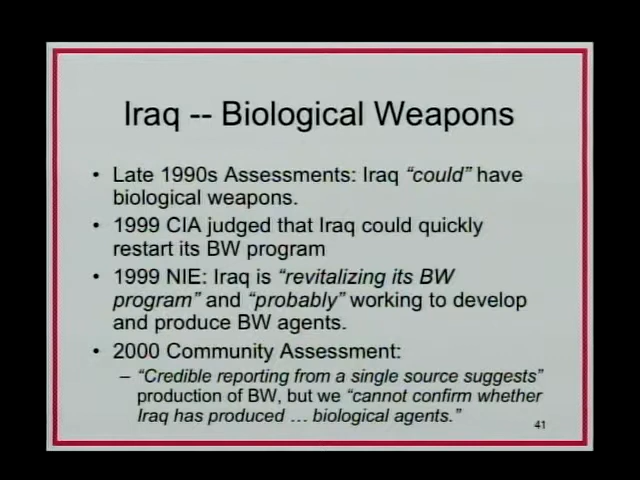 Iraq -- Biological Weapons
• Late 1990s Assessments: Iraq “could” have
biological weapons.
• 1999 CIA judged that Iraq could quickly
restart its BW program
• 1999 NIE: Iraq is “revitalizing its BW
program” and “probably” working to develop
and produce BW agents.
• 2000 Community Assessment:
– “Credible reporting from a single source suggests”
production of BW, but we “cannot confirm whether
Iraq has produced … biological agents.”
41